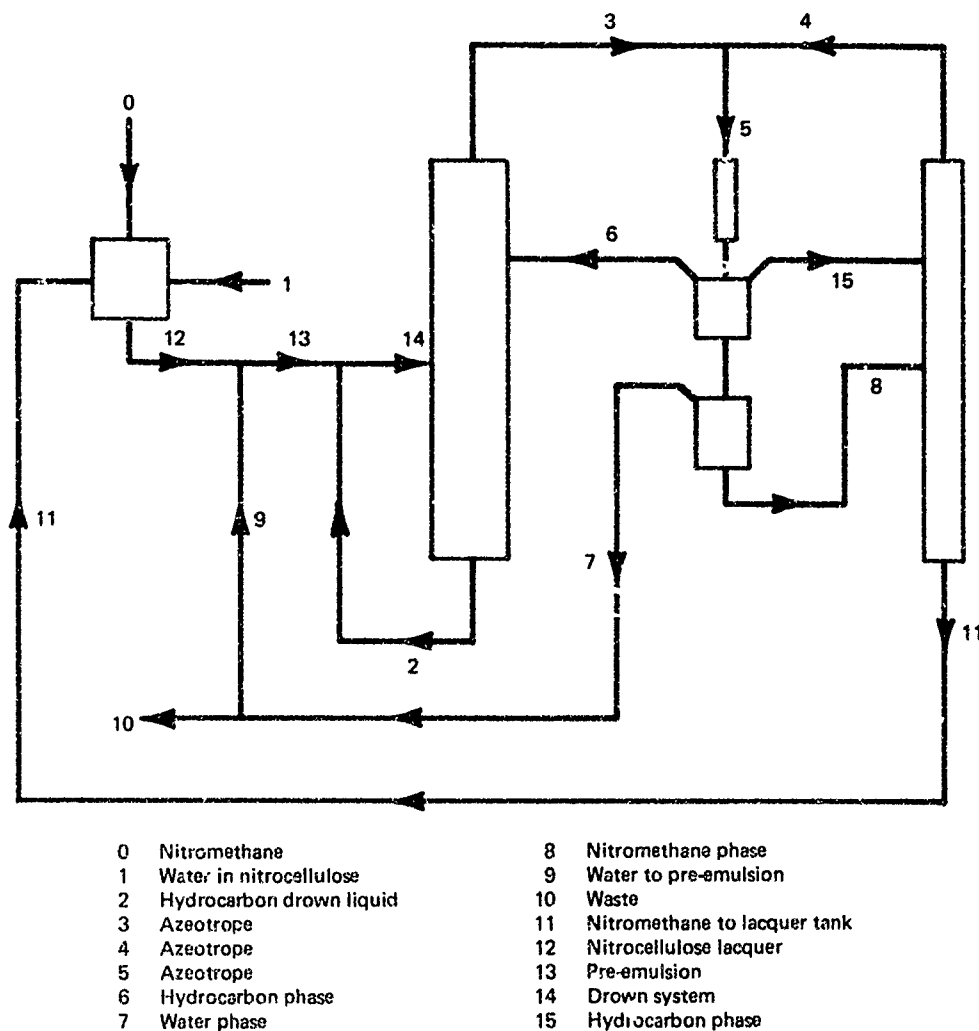 3
4
0
5
6
15
1
12
13
14
8
11
9
7
11
2
10
0 Nitromethane
1 Water in nitrocellulose
2 Hydrocarbon drown liquid
3 Azeotrope
4 Azeotrope
5 Azeotrope
6 Hydrocarbon phase
7 Water phase
8 Nitromethane phase
9 Water to pre-emulsion
10 Waste
11 Nitromethane to lacquer tank
12 Nitrocellulose lacquer
13 Pre-emulsion
14 Drown system
15 Hydrocarbon phase